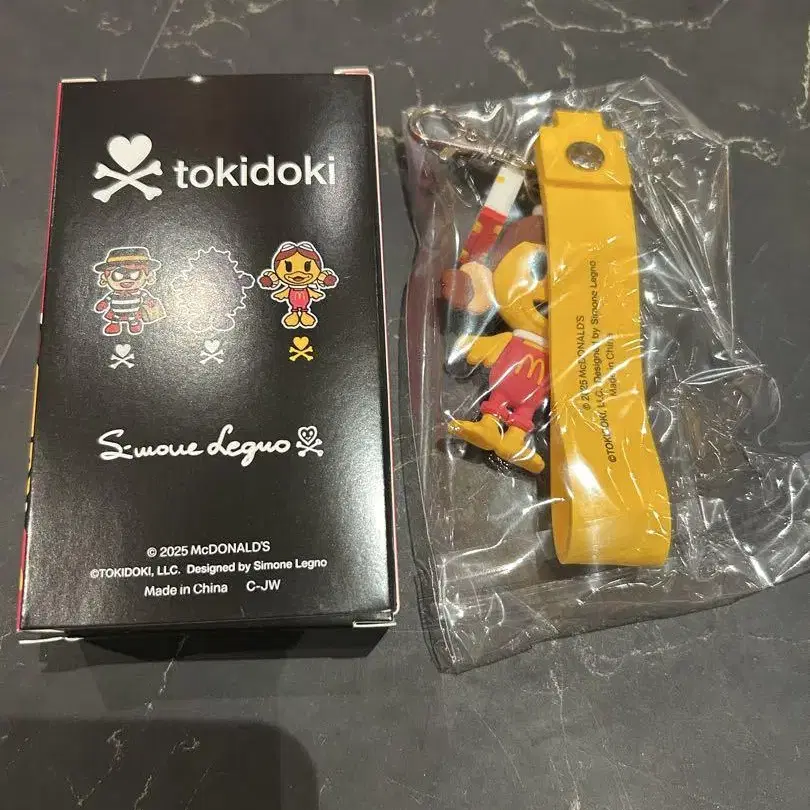 tokidoki
Simone Legno
© 2025 McDONALD'S
©TOKIDOKI, LLC. Designed by Simone Legno
Made in China C-JW
© 2025 McDONALD'S
©TOKIDOKI, LLC. Designed by Simone Legno
Made in China